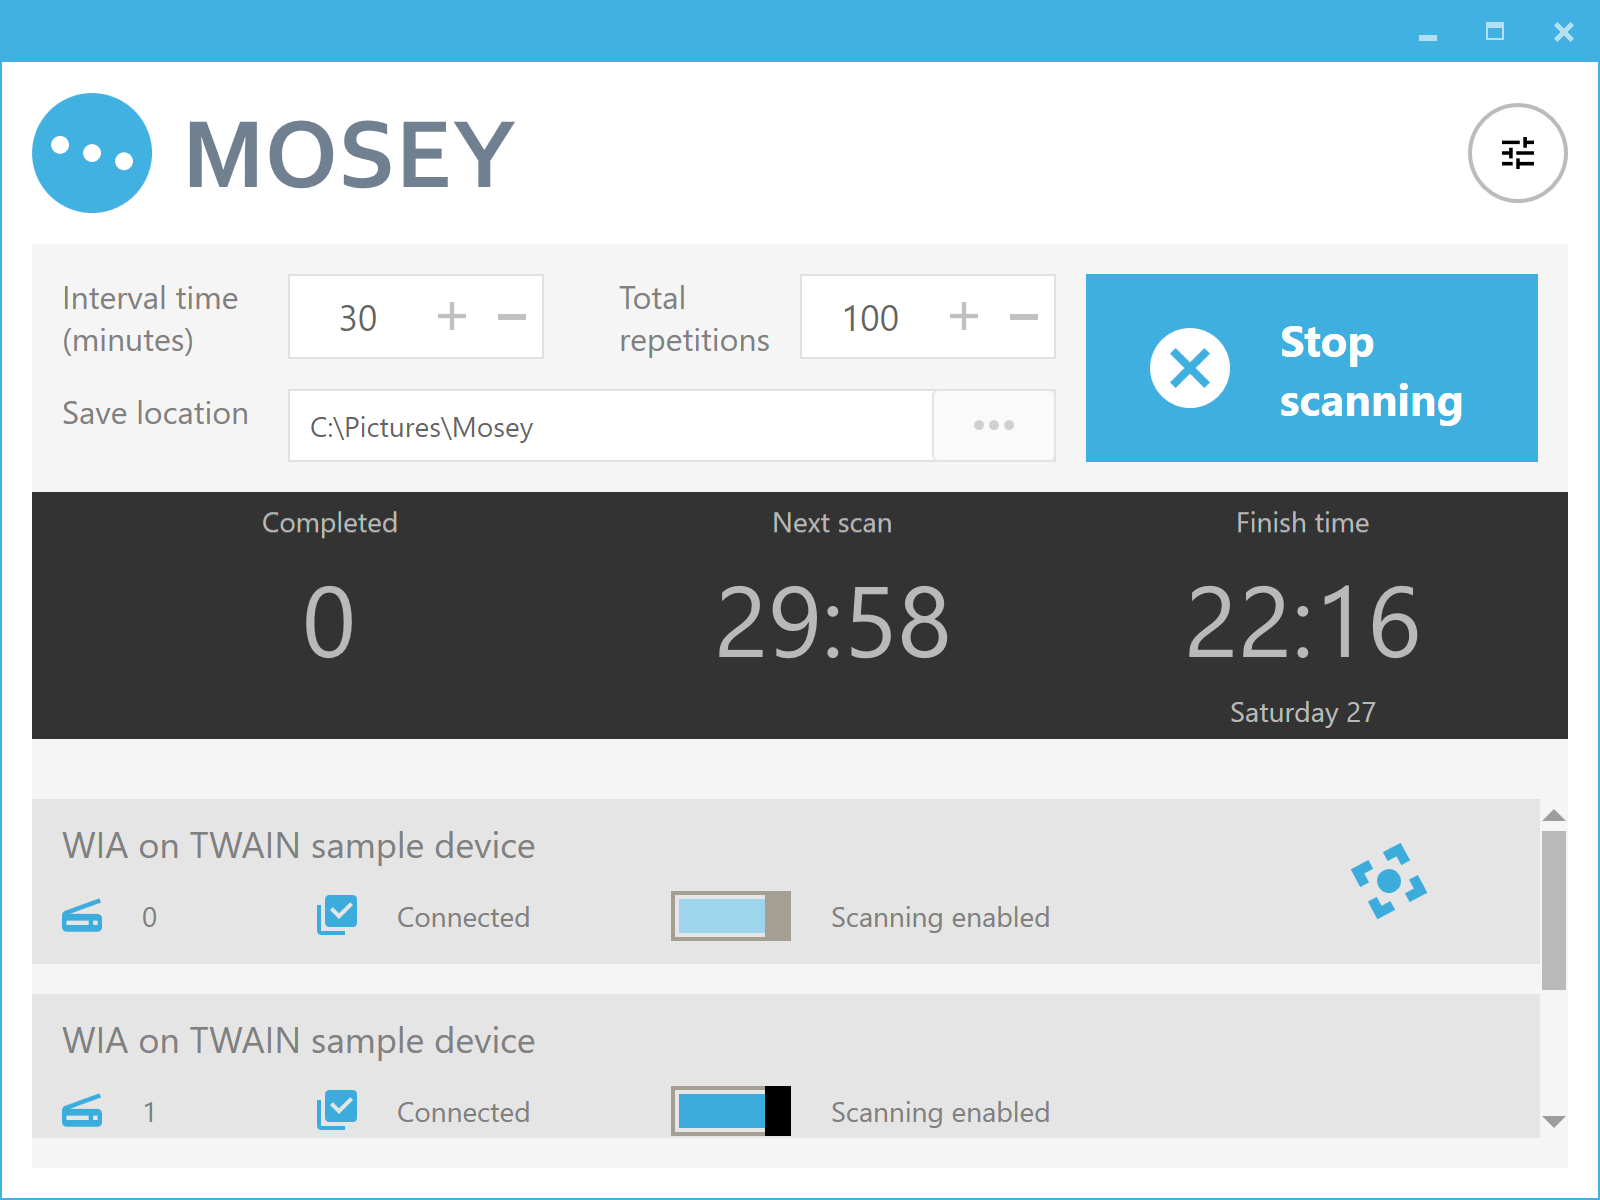 MOSEY
Interval time
(minutes)
30
Total
repetitions
100
Stop
scanning
Save location
C:\Pictures\Mosey
Completed
Next scan
Finish time
0
29:58
22:16
Saturday 27
WIA on TWAIN sample device
0
Connected
Scanning enabled
WIA on TWAIN sample device
1
Connected
Scanning enabled